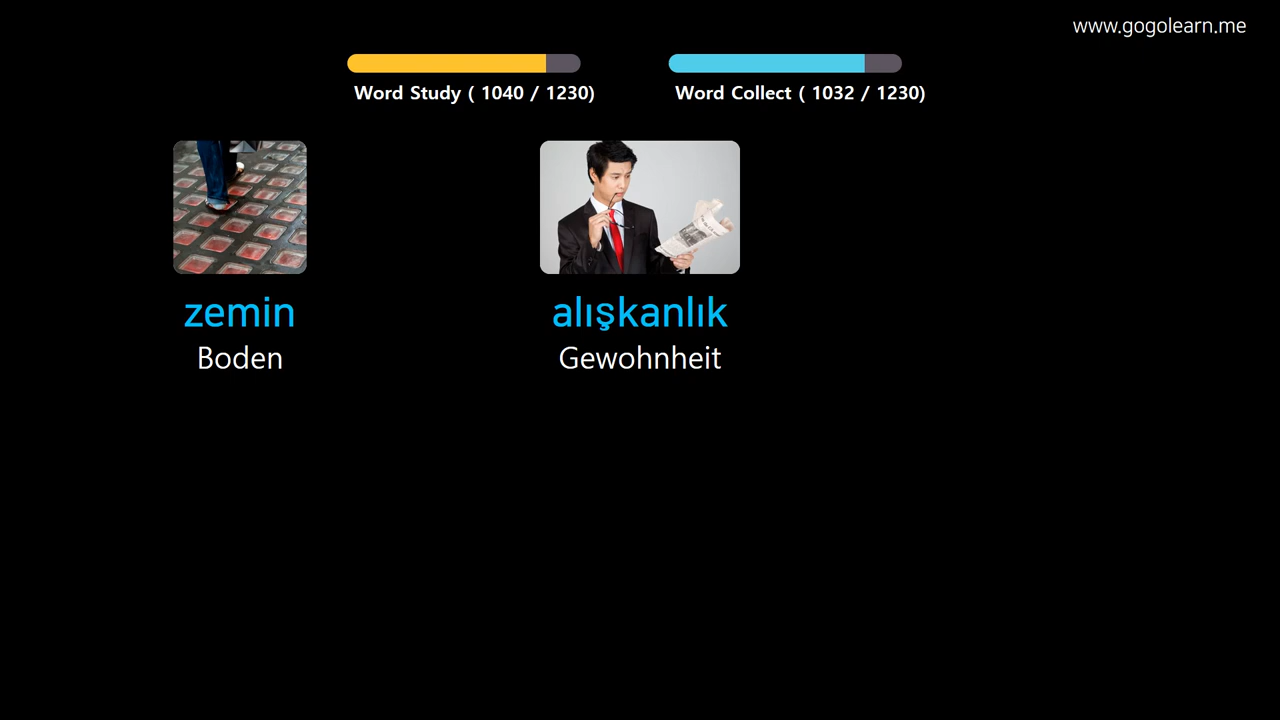 www.gogolearn.me
Word Study ( 1040 / 1230)
Word Collect ( 1032 / 1230)
zemin
Boden
alışkanlık
Gewohnheit